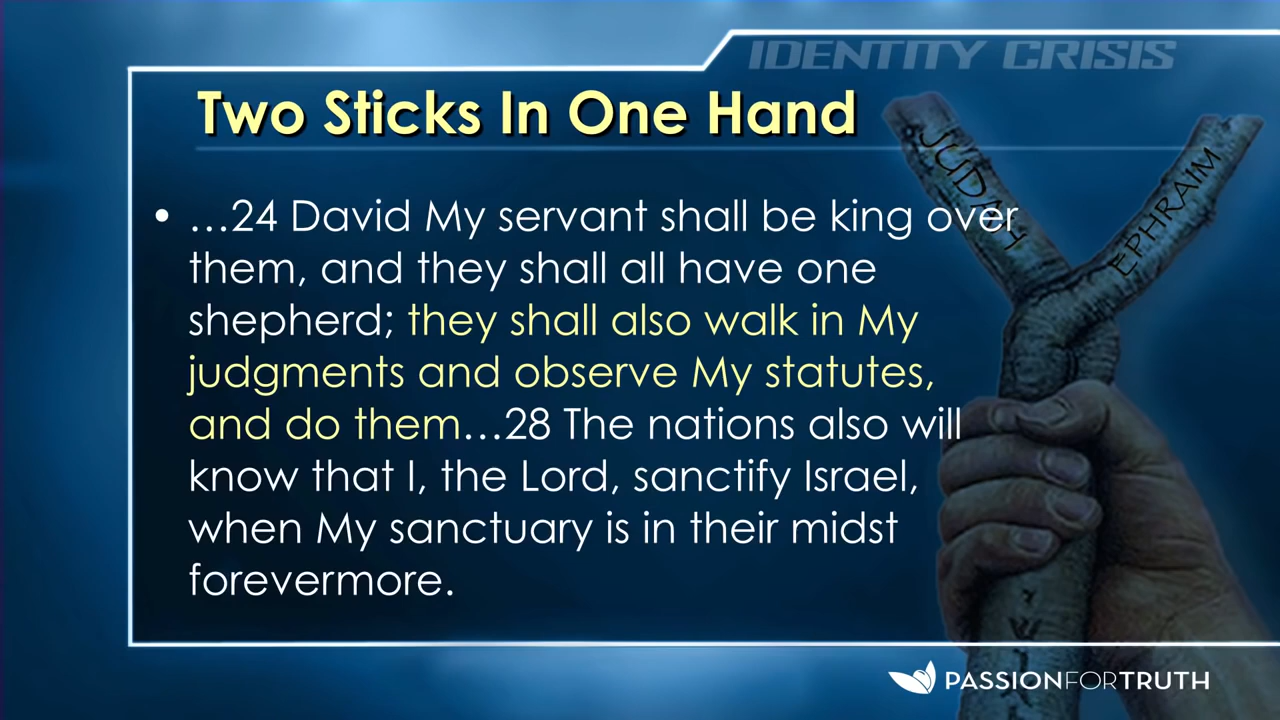 IDENTITY CRISIS
Two Sticks In One Hand
• …24 David My servant shall be king over
them, and they shall all have one
shepherd; they shall also walk in My
judgments and observe My statutes,
and do them…28 The nations also will
know that I, the Lord, sanctify Israel,
when My sanctuary is in their midst
forevermore.
JUDAH
EPHRAIM
PASSIONFORTRUTH